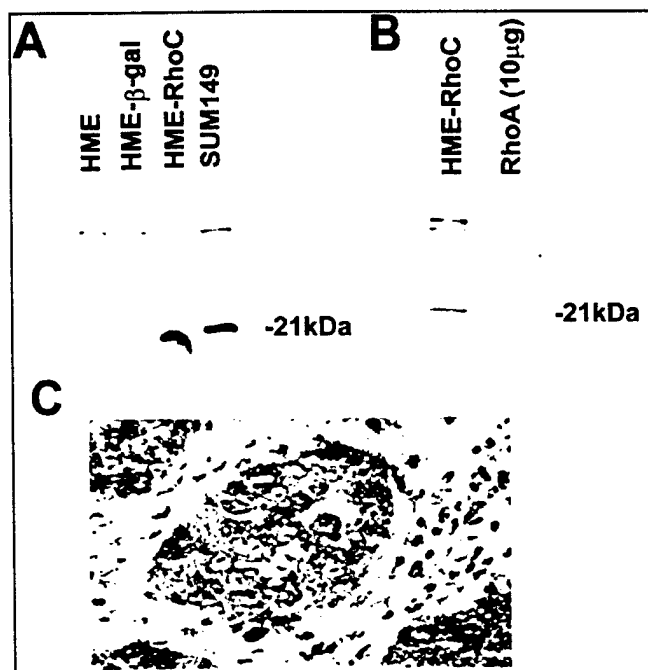 A
HME
HME-β-gal
HME-RhoC
SUM149
-21kDa
B
HME-RhoC
RhoA (10µg)
-21kDa
C